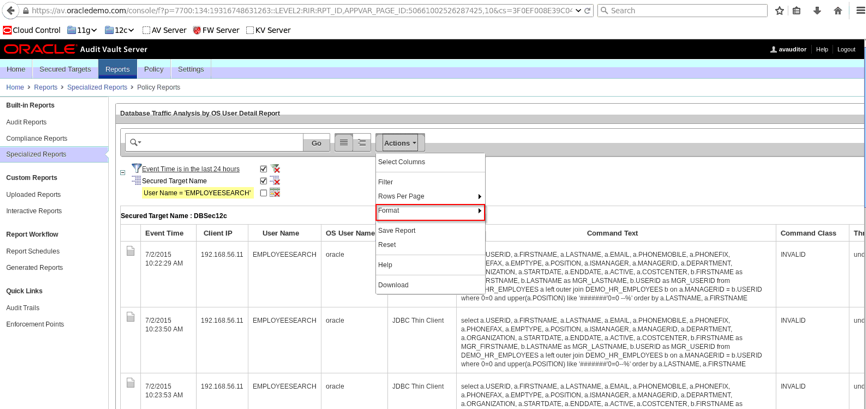 https://av.oracledemo.com/console/f?p=7700:134:19316748631263::LEVEL2:RIR:RPT_ID,APPVAR_PAGE_ID:50661002526287425,10&cs=3F0EF008E39C0
Search
Cloud Control 11g 12c AV Server FW Server KV Server
ORACLE Audit Vault Server
avauditor Help Logout
Home Secured Targets Reports Policy Settings
Home Reports Specialized Reports Policy Reports
Built-in Reports
Audit Reports
Compliance Reports
Specialized Reports
Custom Reports
Uploaded Reports
Interactive Reports
Report Workflow
Report Schedules
Generated Reports
Quick Links
Audit Trails
Enforcement Points
Database Traffic Analysis by OS User Detail Report
Go Actions
Event Time is in the last 24 hours
Secured Target Name
User Name = 'EMPLOYEESEARCH'
Select Columns
Filter
Rows Per Page
Format
Save Report
Reset
Help
Download
Secured Target Name : DBSec12c
Event Time Client IP User Name OS User Name Command Text Command Class Thr
7/2/2015
10:22:29 AM
192.168.56.11 EMPLOYEESEARCH oracle
a.USERID, a.FIRSTNAME, a.LASTNAME, a.EMAIL, a.PHONEMOBILE, a.PHONEFIX,
a.PHONEFAX, a.EMPTYPE, a.POSITION, a.ISMANAGER, a.MANAGERID, a.DEPARTMENT,
a.ORGANIZATION, a.STARTDATE, a.ENDDATE, a.ACTIVE, a.COSTCENTER, b.FIRSTNAME as
MGR_FIRSTNAME, b.LASTNAME as MGR_LASTNAME, b.USERID as MGR_USERID from
DEMO_HR_EMPLOYEES a left outer join DEMO_HR_EMPLOYEES b on a.MANAGERID = b.USERID
where 0=0 and upper(a.POSITION) like '#######'0=0 --%' order by a.LASTNAME, a.FIRSTNAME
INVALID und
7/2/2015
10:23:50 AM
192.168.56.11 EMPLOYEESEARCH oracle JDBC Thin Client
select a.USERID, a.FIRSTNAME, a.LASTNAME, a.EMAIL, a.PHONEMOBILE, a.PHONEFIX,
a.PHONEFAX, a.EMPTYPE, a.POSITION, a.ISMANAGER, a.MANAGERID, a.DEPARTMENT,
a.ORGANIZATION, a.STARTDATE, a.ENDDATE, a.ACTIVE, a.COSTCENTER, b.FIRSTNAME as
MGR_FIRSTNAME, b.LASTNAME as MGR_LASTNAME, b.USERID as MGR_USERID from
DEMO_HR_EMPLOYEES a left outer join DEMO_HR_EMPLOYEES b on a.MANAGERID = b.USERID
where 0=0 and upper(a.POSITION) like '#######'0=0 --%' order by a.LASTNAME, a.FIRSTNAME
INVALID und
7/2/2015
10:23:53 AM
192.168.56.11 EMPLOYEESEARCH oracle JDBC Thin Client
select a.USERID, a.FIRSTNAME, a.LASTNAME, a.EMAIL, a.PHONEMOBILE, a.PHONEFIX,
a.PHONEFAX, a.EMPTYPE, a.POSITION, a.ISMANAGER, a.MANAGERID, a.DEPARTMENT,
a.ORGANIZATION, a.STARTDATE, a.ENDDATE, a.ACTIVE, a.COSTCENTER, b.FIRSTNAME as
INVALID und